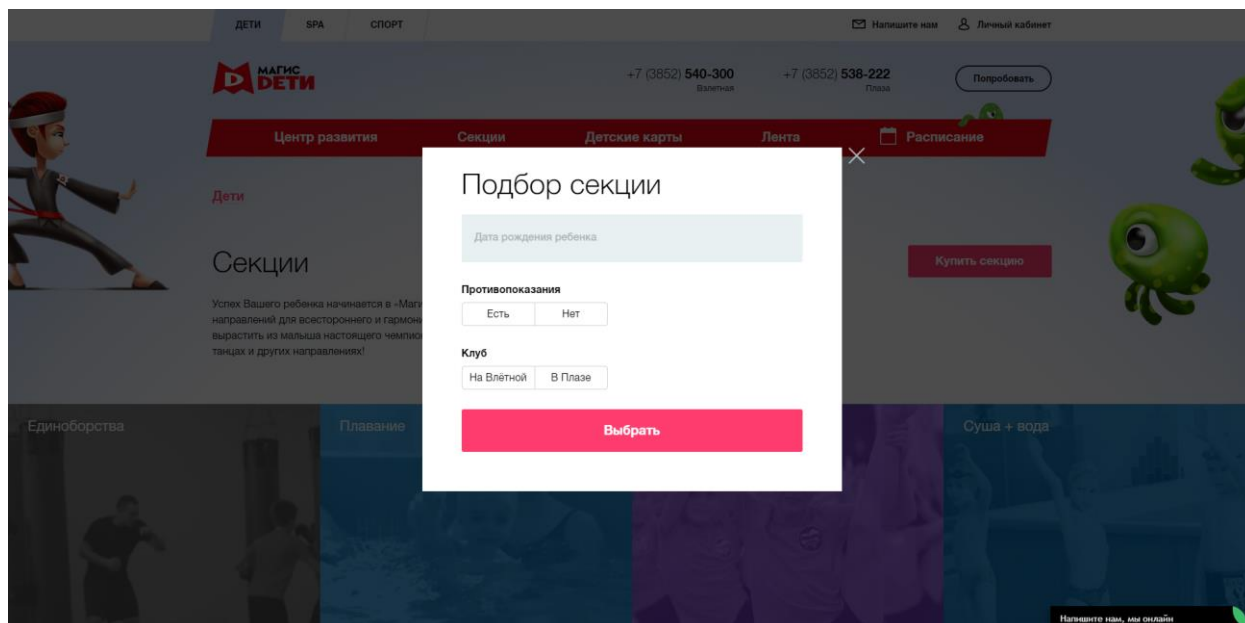 ДЕТИ SPA СПОРТ Напишите нам Личный кабинет
МАГИС
DЕТИ
+7 (3852) 540-300
Взлетная
+7 (3852) 538-222
Плаза
Попробовать
Центр развития Секции Детские карты Лента Расписание
Дети
Секции
Купить секцию
Успех Вашего ребенка начинается в «Маги
направлений для всестороннего и гармони
вырастить из малыша настоящего чемпио
танцах и других направлениях!
Подбор секции
Дата рождения ребенка
Противопоказания
Есть Нет
Клуб
На Влётной В Плазе
Выбрать
Единоборства Плавание Суша + вода
Напишите нам, мы онлайн